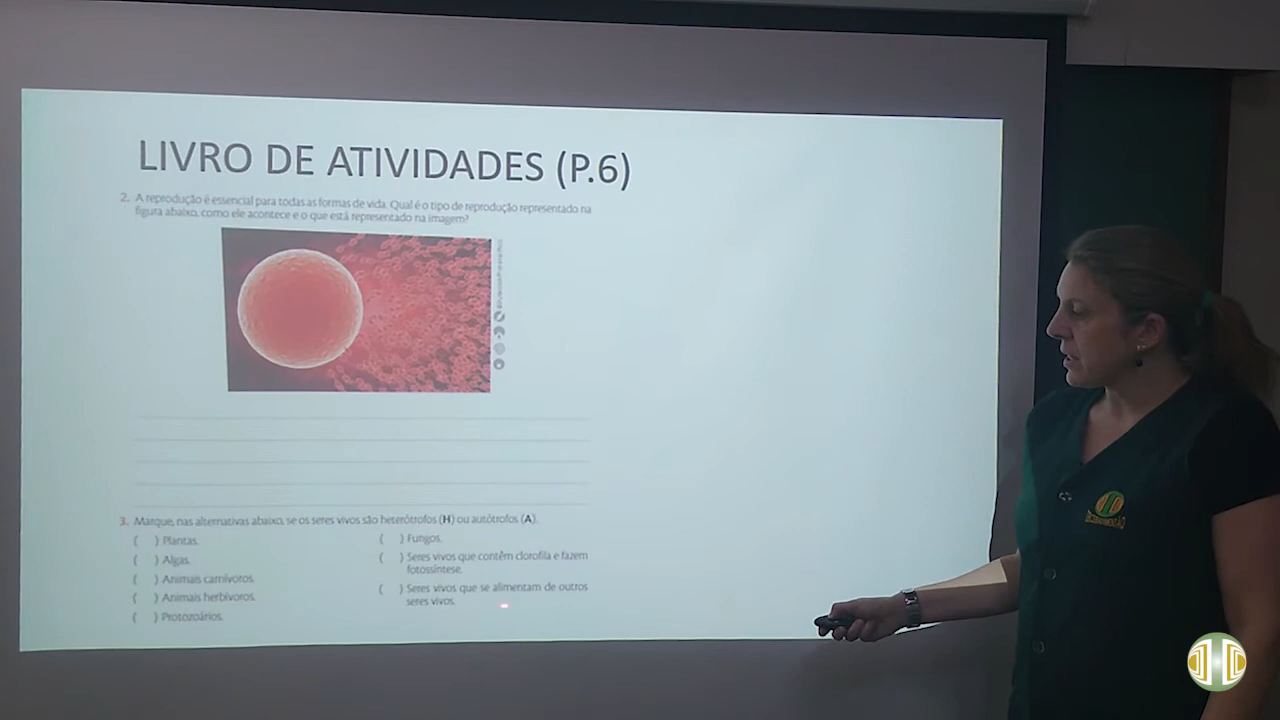 LIVRO DE ATIVIDADES (P.6)
2. A reprodução é essencial para todas as formas de vida. Qual é o tipo de reprodução representado na
figura abaixo, como ele acontece e o que está representado na imagem?
3. Marque, nas alternativas abaixo, se os seres vivos são heterótrofos (H) ou autótrofos (A).
( ) Plantas.
( ) Algas.
( ) Animais carnívoros.
( ) Animais herbívoros.
( ) Protozoários.
( ) Fungos.
( ) Seres vivos que contêm clorofila e fazem
fotossíntese.
( ) Seres vivos que se alimentam de outros
seres vivos.